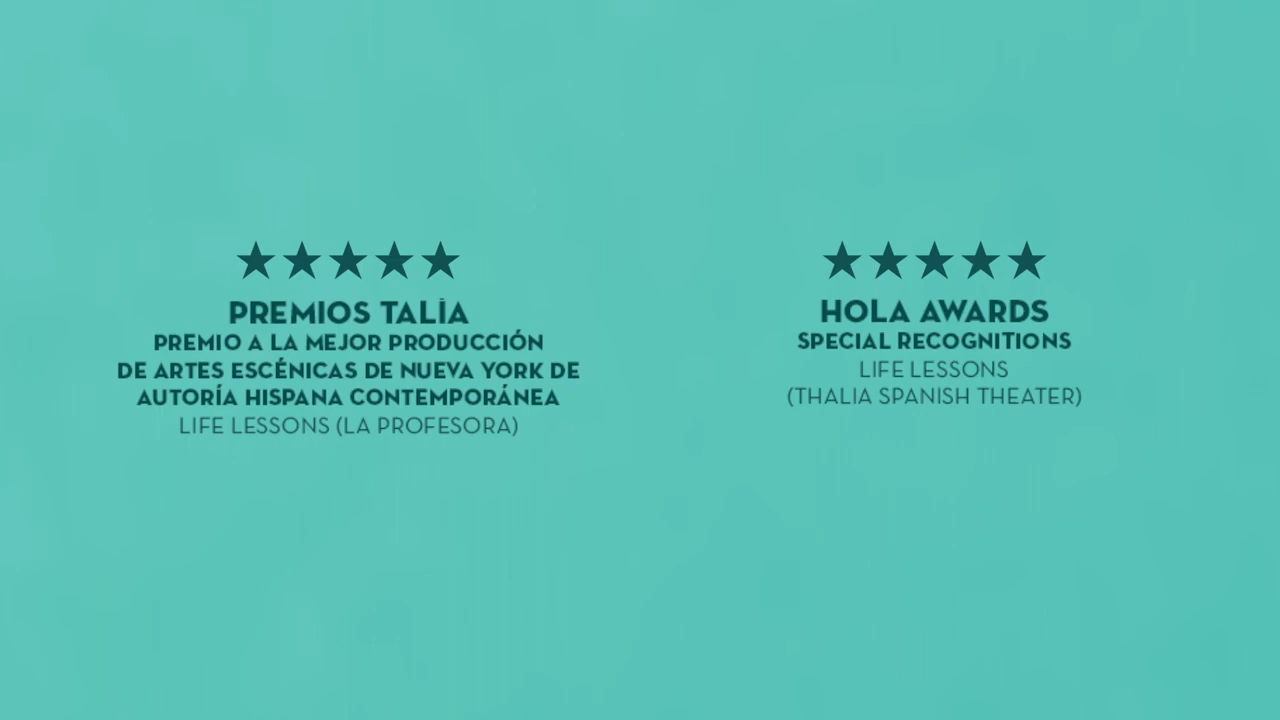 PREMIOS TALÍA
PREMIO A LA MEJOR PRODUCCIÓN
DE ARTES ESCÉNICAS DE NUEVA YORK DE
AUTORÍA HISPANA CONTEMPORÁNEA
LIFE LESSONS (LA PROFESORA)
HOLA AWARDS
SPECIAL RECOGNITIONS
LIFE LESSONS
(THALIA SPANISH THEATER)